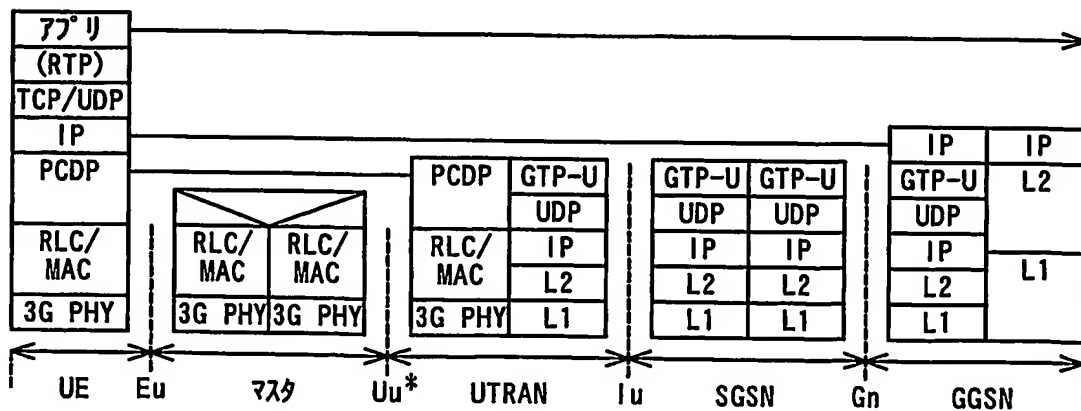 アプリ
(RTP)
TCP/UDP
IP
PCDP
RLC/
MAC
3G PHY
RLC/ RLC/
MAC MAC
3G PHY 3G PHY
PCDP
RLC/
MAC
3G PHY
GTP-U
UDP
IP
L2
L1
GTP-U GTP-U
UDP UDP
IP IP
L2 L2
L1 L1
IP
GTP-U
UDP
IP
L2
L1
IP
L2
L1
UE Eu マスタ Uu* UTRAN Iu SGSN Gn GGSN